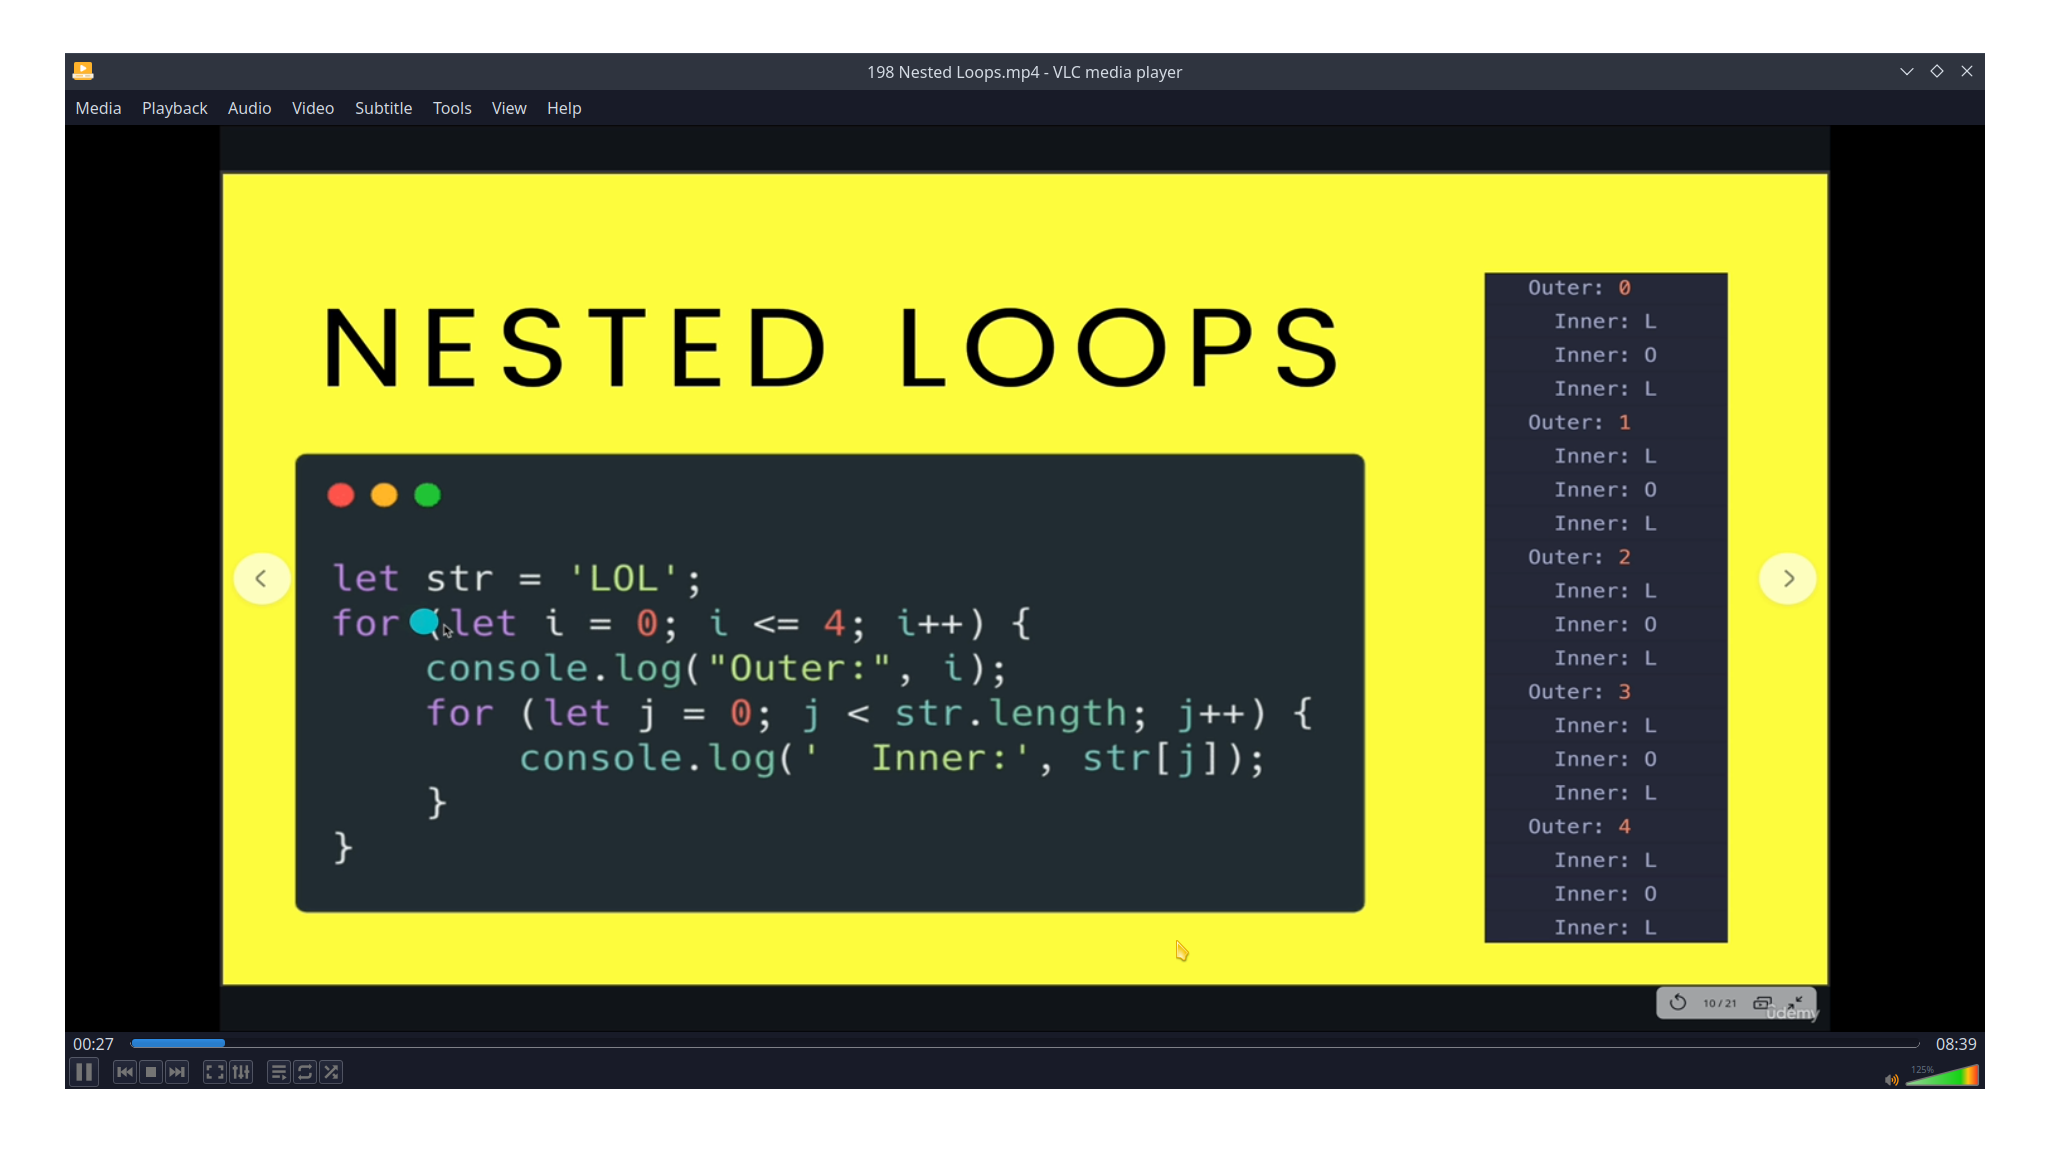 198 Nested Loops.mp4 - VLC media player
Media Playback Audio Video Subtitle Tools View Help
NESTED LOOPS
let str = 'LOL';
for (let i = 0; i <= 4; i++) {
console.log("Outer:", i);
for (let j = 0; j < str.length; j++) {
console.log('  Inner:', str[j]);
}
}
Outer: 0
Inner: L
Inner: O
Inner: L
Outer: 1
Inner: L
Inner: O
Inner: L
Outer: 2
Inner: L
Inner: O
Inner: L
Outer: 3
Inner: L
Inner: O
Inner: L
Outer: 4
Inner: L
Inner: O
Inner: L
10 / 21
ûdemy
00:27
08:39
125%